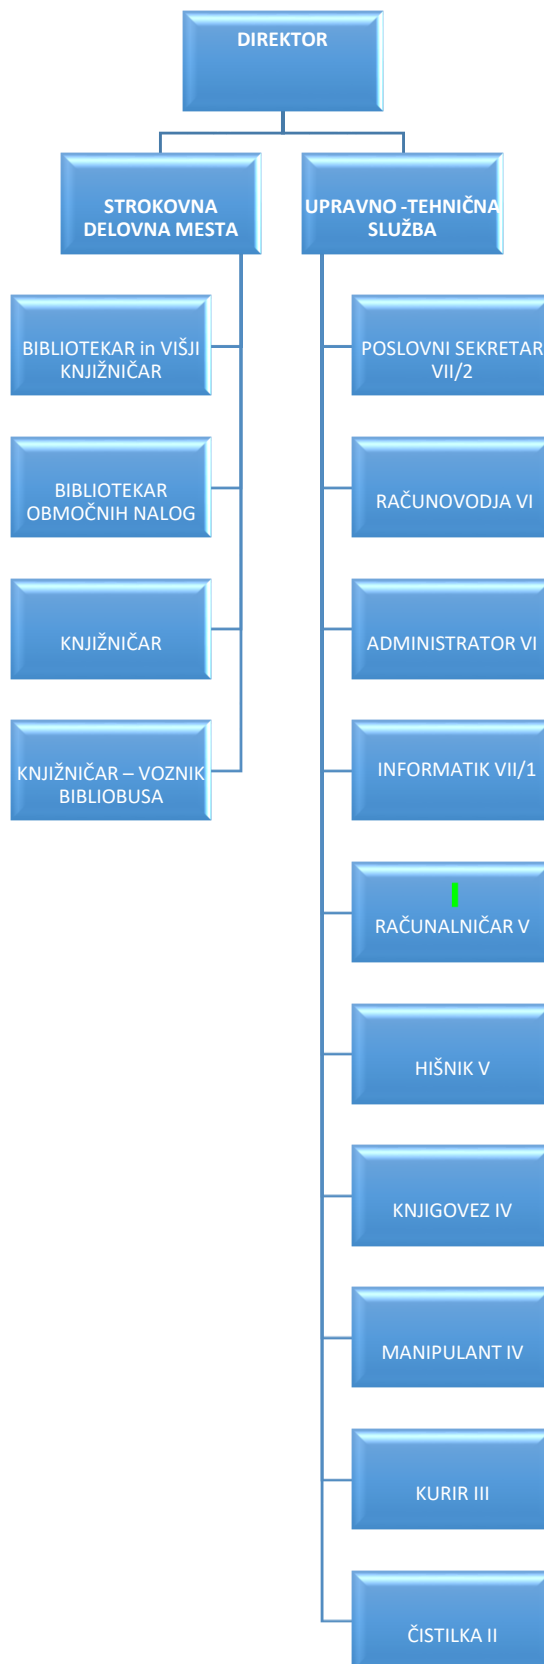 DIREKTOR
STROKOVNA
DELOVNA MESTA
BIBLIOTEKAR in VIŠJI
KNJIŽNIČAR
BIBLIOTEKAR
OBMOČNIH NALOG
KNJIŽNIČAR
KNJIŽNIČAR – VOZNIK
BIBLIOBUSA
UPRAVNO -TEHNIČNA
SLUŽBA
POSLOVNI SEKRETAR
VII/2
RAČUNOVODJA VI
ADMINISTRATOR VI
INFORMATIK VII/1
RAČUNALNIČAR V
HIŠNIK V
KNJIGOVEZ IV
MANIPULANT IV
KURIR III
ČISTILKA II